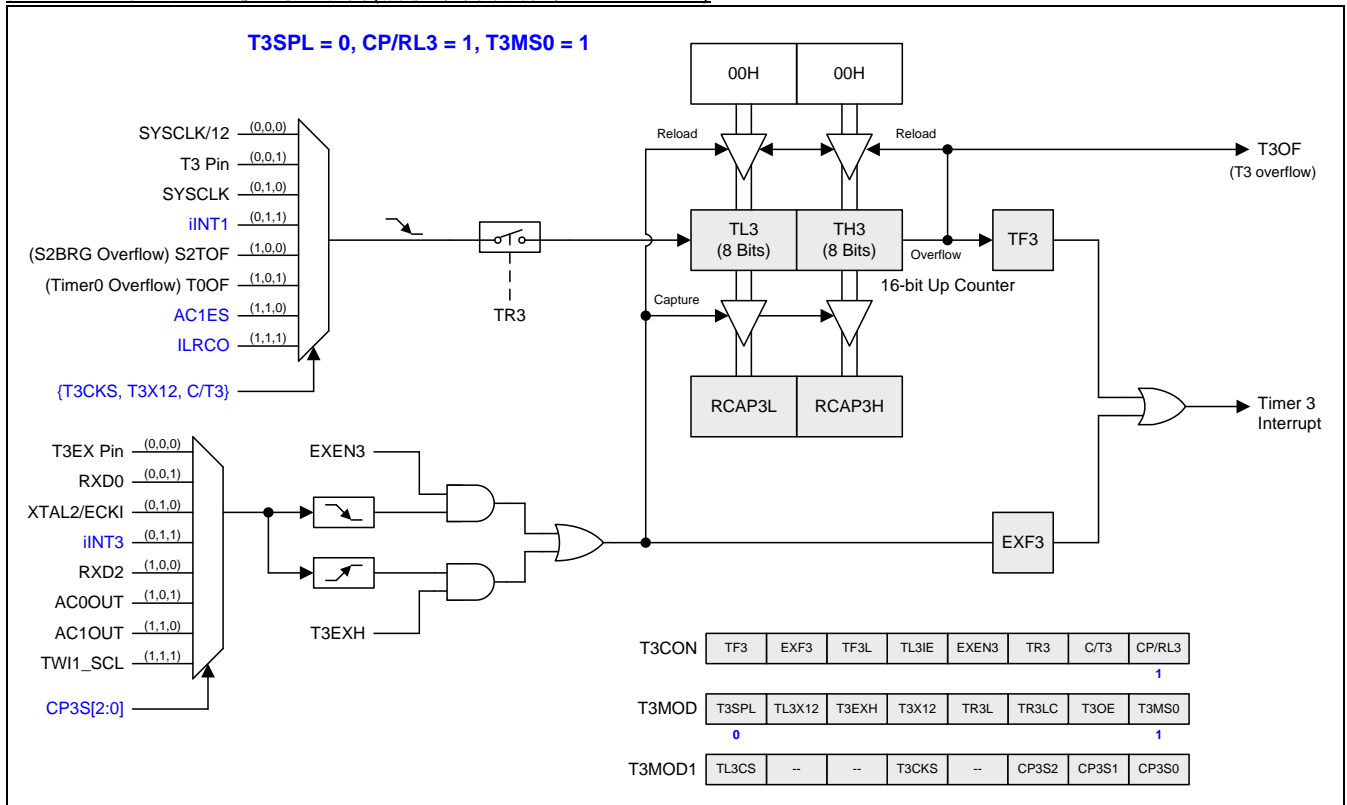 T3SPL = 0, CP/RL3 = 1, T3MS0 = 1
00H 00H
SYSCLK/12 (0,0,0)
T3 Pin (0,0,1)
SYSCLK (0,1,0)
iINT1 (0,1,1)
(S2BRG Overflow) S2TOF (1,0,0)
(Timer0 Overflow) T0OF (1,0,1)
AC1ES (1,1,0)
ILRCO (1,1,1)
{T3CKS, T3X12, C/T3}
TR3
Reload Reload
T3OF
(T3 overflow)
TL3
(8 Bits)
TH3
(8 Bits)
Overflow
TF3
16-bit Up Counter
Capture
RCAP3L RCAP3H
Timer 3
Interrupt
T3EX Pin (0,0,0)
RXD0 (0,0,1)
XTAL2/ECKI (0,1,0)
iINT3 (0,1,1)
RXD2 (1,0,0)
AC0OUT (1,0,1)
AC1OUT (1,1,0)
TWI1_SCL (1,1,1)
CP3S[2:0]
EXEN3
T3EXH
EXF3
T3CON TF3 EXF3 TF3L TL3IE EXEN3 TR3 C/T3 CP/RL3
1
T3MOD T3SPL TL3X12 T3EXH T3X12 TR3L TR3LC T3OE T3MS0
0 1
T3MOD1 TL3CS -- -- T3CKS -- CP3S2 CP3S1 CP3S0